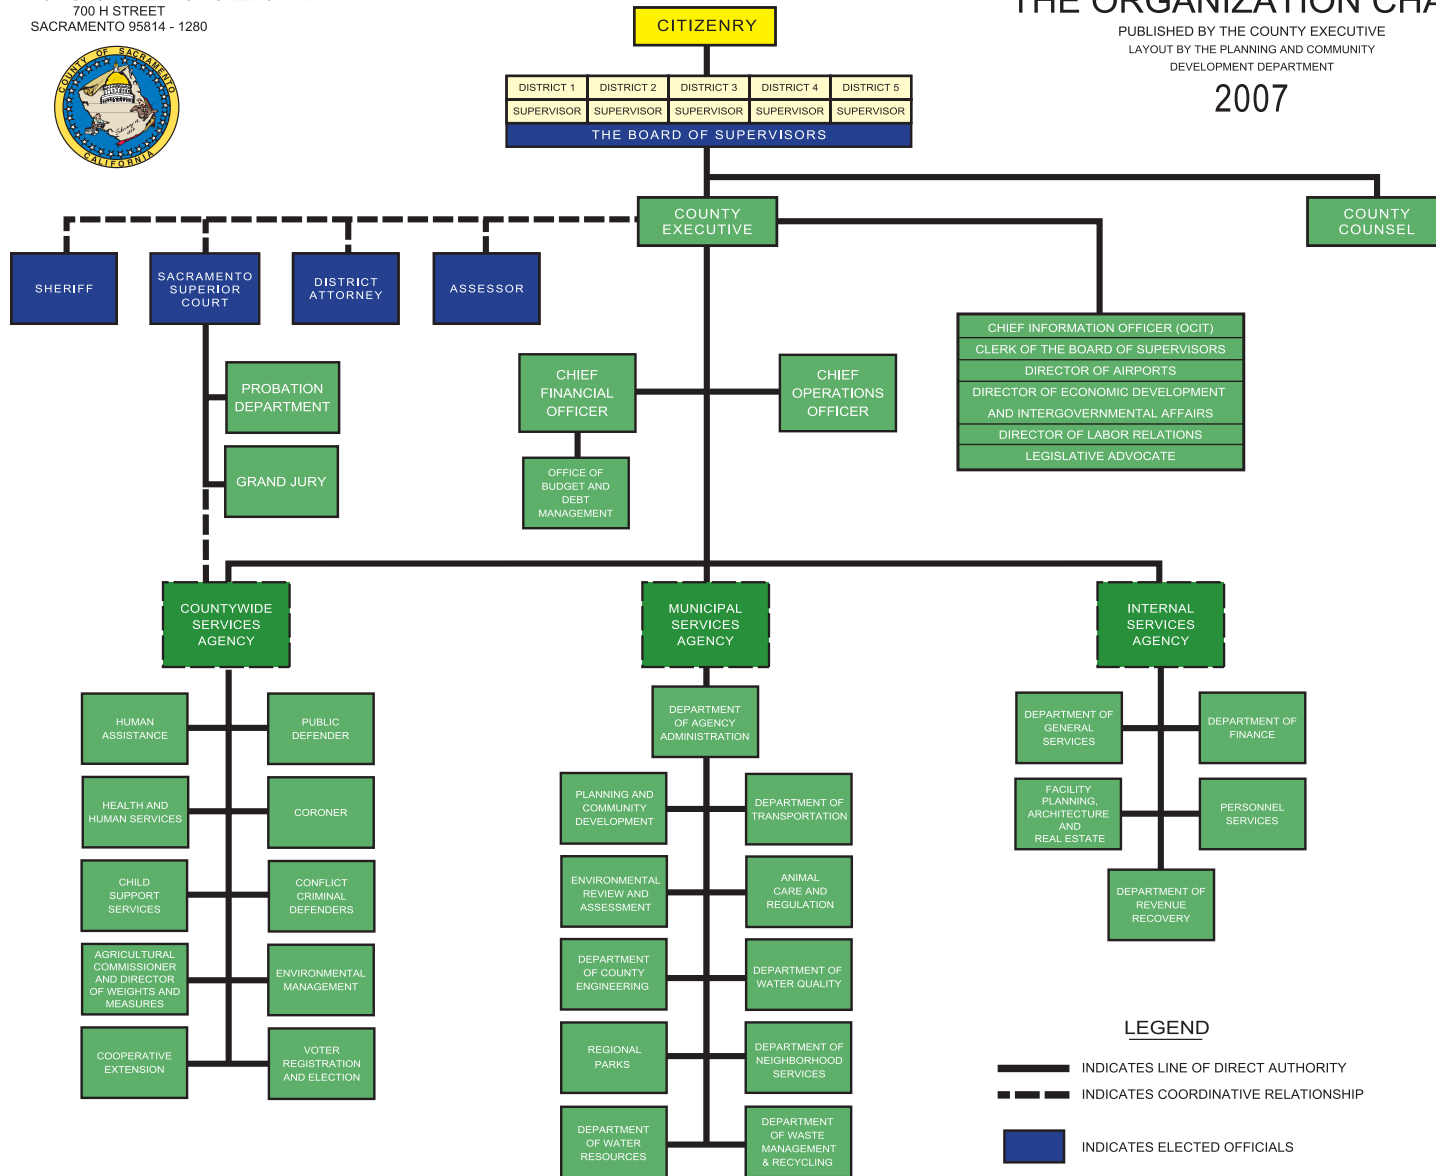 700 H STREET
SACRAMENTO 95814 - 1280
COUNTY OF SACRAMENTO
CALIFORNIA
THE ORGANIZATION
PUBLISHED BY THE COUNTY EXECUTIVE
LAYOUT BY THE PLANNING AND COMMUNITY
DEVELOPMENT DEPARTMENT
2007
CITIZENRY
DISTRICT 1 DISTRICT 2 DISTRICT 3 DISTRICT 4 DISTRICT 5
SUPERVISOR SUPERVISOR SUPERVISOR SUPERVISOR SUPERVISOR
THE BOARD OF SUPERVISORS
COUNTY
EXECUTIVE
COUNTY
COUNSEL
SHERIFF
SACRAMENTO
SUPERIOR
COURT
DISTRICT
ATTORNEY
ASSESSOR
PROBATION
DEPARTMENT
GRAND JURY
CHIEF
FINANCIAL
OFFICER
CHIEF
OPERATIONS
OFFICER
OFFICE OF
BUDGET AND
DEBT
MANAGEMENT
CHIEF INFORMATION OFFICER (OCIT)
CLERK OF THE BOARD OF SUPERVISORS
DIRECTOR OF AIRPORTS
DIRECTOR OF ECONOMIC DEVELOPMENT
AND INTERGOVERNMENTAL AFFAIRS
DIRECTOR OF LABOR RELATIONS
LEGISLATIVE ADVOCATE
COUNTYWIDE
SERVICES
AGENCY
MUNICIPAL
SERVICES
AGENCY
INTERNAL
SERVICES
AGENCY
HUMAN
ASSISTANCE
PUBLIC
DEFENDER
HEALTH AND
HUMAN SERVICES
CORONER
CHILD
SUPPORT
SERVICES
CONFLICT
CRIMINAL
DEFENDERS
AGRICULTURAL
COMMISSIONER
AND DIRECTOR
OF WEIGHTS AND
MEASURES
ENVIRONMENTAL
MANAGEMENT
COOPERATIVE
EXTENSION
VOTER
REGISTRATION
AND ELECTION
DEPARTMENT
OF AGENCY
ADMINISTRATION
PLANNING AND
COMMUNITY
DEVELOPMENT
DEPARTMENT OF
TRANSPORTATION
ENVIRONMENTAL
REVIEW AND
ASSESSMENT
ANIMAL
CARE AND
REGULATION
DEPARTMENT
OF COUNTY
ENGINEERING
DEPARTMENT OF
WATER QUALITY
REGIONAL
PARKS
DEPARTMENT OF
NEIGHBORHOOD
SERVICES
DEPARTMENT
OF WATER
RESOURCES
DEPARTMENT
OF WASTE
MANAGEMENT
& RECYCLING
DEPARTMENT OF
GENERAL
SERVICES
DEPARTMENT OF
FINANCE
FACILITY
PLANNING,
ARCHITECTURE
AND
REAL ESTATE
PERSONNEL
SERVICES
DEPARTMENT OF
REVENUE
RECOVERY
LEGEND
INDICATES LINE OF DIRECT AUTHORITY
INDICATES COORDINATIVE RELATIONSHIP
INDICATES ELECTED OFFICIALS